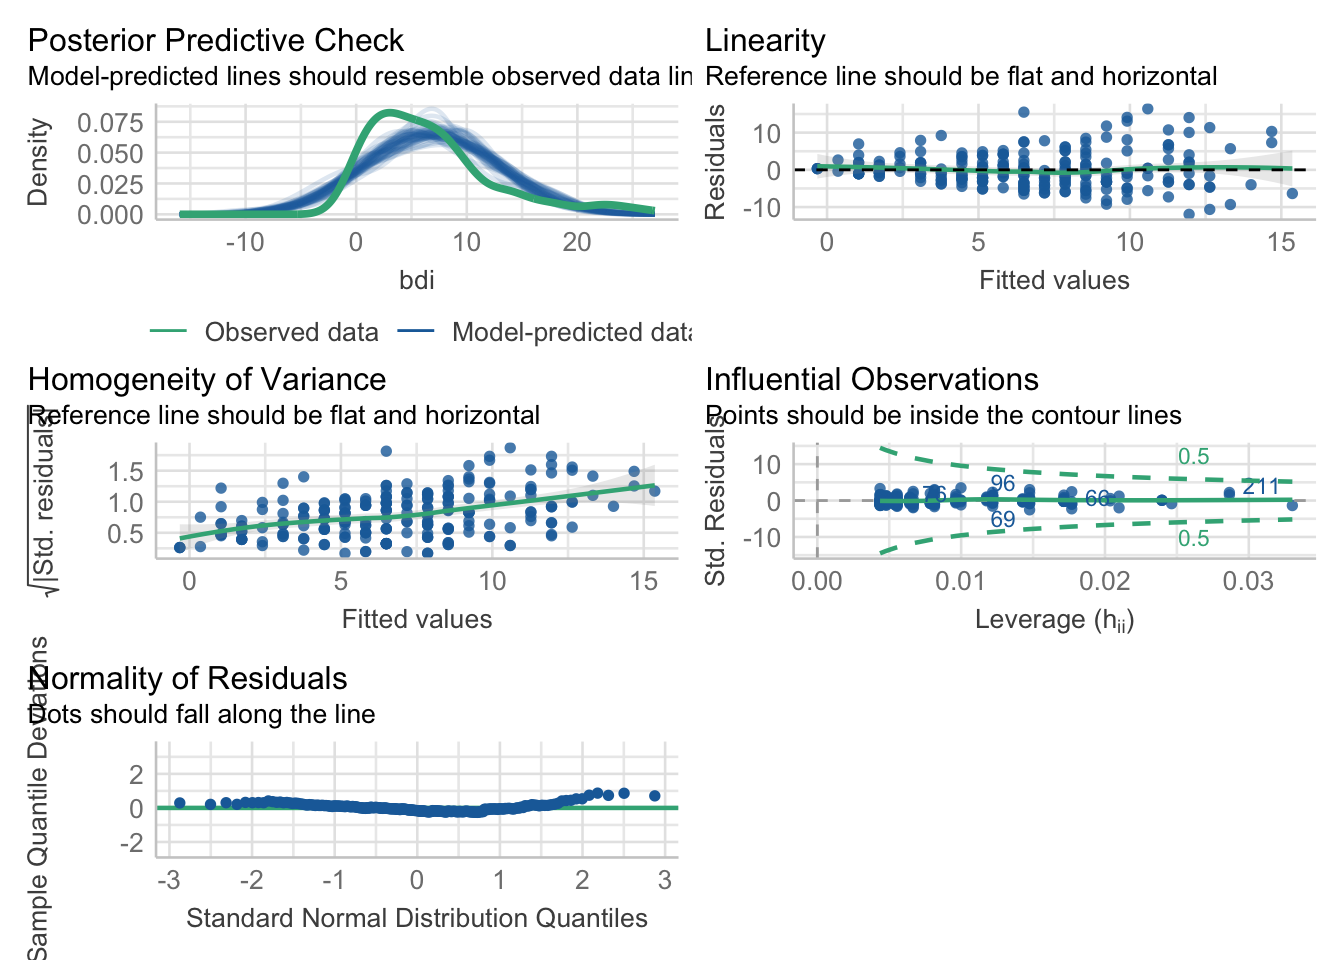 Posterior Predictive Check
Model-predicted lines should resemble observed data lin
Density
0.075
0.050
0.025
0.000
-10
0
10
20
bdi
Observed data
Model-predicted data
Linearity
Reference line should be flat and horizontal
Residuals
10
0
-10
0
5
10
15
Fitted values
Homogeneity of Variance
Reference line should be flat and horizontal
√|Std. residuals|
1.5
1.0
0.5
0
5
10
15
Fitted values
Influential Observations
Points should be inside the contour lines
Std. Residuals
10
0
-10
0.5
0.5
76
96
69
66
211
0.00
0.01
0.02
0.03
Leverage (hii)
Normality of Residuals
Dots should fall along the line
Sample Quantile Deviations
2
0
-2
-3
-2
-1
0
1
2
3
Standard Normal Distribution Quantiles